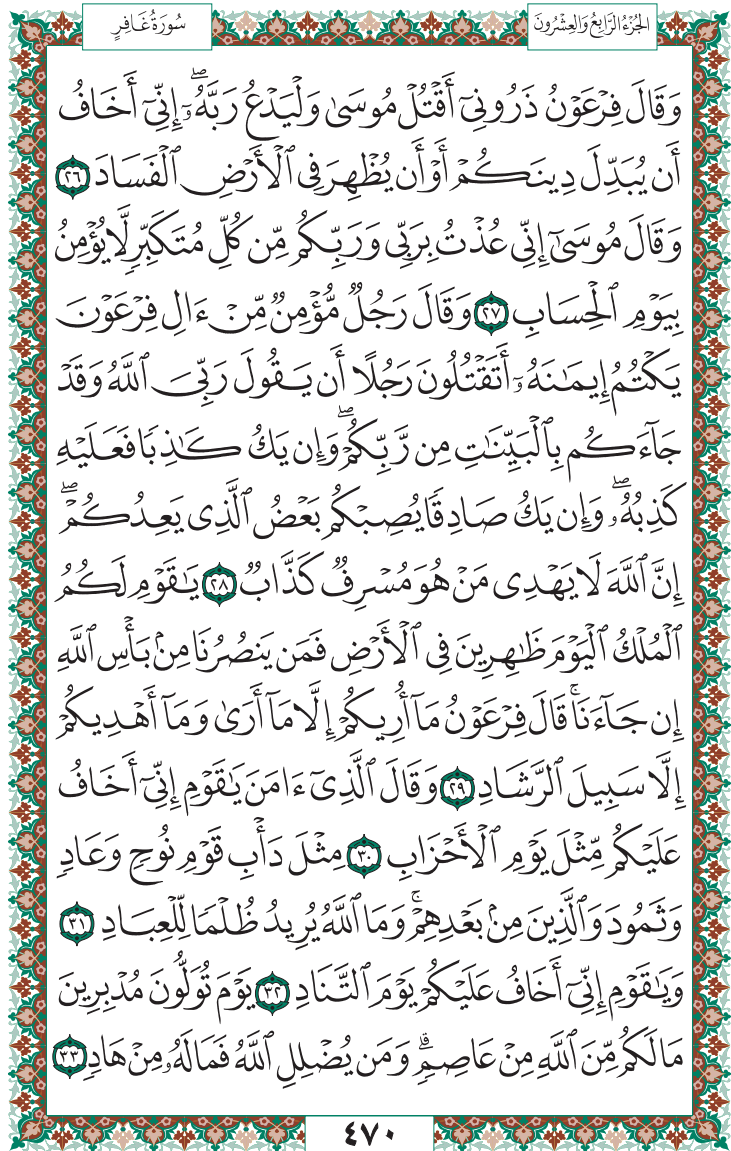 الجُزْءُ الرَّابِعُ وَالعِشْرُونَ
سُورَةُ غَافِرٍ
وَقَالَ فِرْعَوْنُ ذَرُونِىٓ أَقْتُلْ مُوسَىٰ وَلْيَدْعُ رَبَّهُۥٓ ۖ إِنِّىٓ أَخَافُ
أَن يُبَدِّلَ دِينَكُمْ أَوْ أَن يُظْهِرَ فِى ٱلْأَرْضِ ٱلْفَسَادَ ٢٦
وَقَالَ مُوسَىٰٓ إِنِّى عُذْتُ بِرَبِّى وَرَبِّكُم مِّن كُلِّ مُتَكَبِّرٍ لَّا يُؤْمِنُ
بِيَوْمِ ٱلْحِسَابِ ٢٧ وَقَالَ رَجُلٌ مُّؤْمِنٌ مِّنْ ءَالِ فِرْعَوْنَ
يَكْتُمُ إِيمَـٰنَهُۥٓ أَتَقْتُلُونَ رَجُلًا أَن يَقُولَ رَبِّىَ ٱللَّهُ وَقَدْ
جَآءَكُم بِٱلْبَيِّنَـٰتِ مِن رَّبِّكُمْ ۖ وَإِن يَكُ كَـٰذِبًا فَعَلَيْهِ
كَذِبُهُۥ ۖ وَإِن يَكُ صَادِقًا يُصِبْكُم بَعْضُ ٱلَّذِى يَعِدُكُمْ ۖ
إِنَّ ٱللَّهَ لَا يَهْدِى مَنْ هُوَ مُسْرِفٌ كَذَّابٌ ٢٨ يَـٰقَوْمِ لَكُمُ
ٱلْمُلْكُ ٱلْيَوْمَ ظَـٰهِرِينَ فِى ٱلْأَرْضِ فَمَن يَنصُرُنَا مِنۢ بَأْسِ ٱللَّهِ
إِن جَآءَنَا ۚ قَالَ فِرْعَوْنُ مَآ أُرِيكُمْ إِلَّا مَآ أَرَىٰ وَمَآ أَهْدِيكُمْ
إِلَّا سَبِيلَ ٱلرَّشَادِ ٢٩ وَقَالَ ٱلَّذِىٓ ءَامَنَ يَـٰقَوْمِ إِنِّىٓ أَخَافُ
عَلَيْكُم مِّثْلَ يَوْمِ ٱلْأَحْزَابِ ٣٠ مِثْلَ دَأْبِ قَوْمِ نُوحٍ وَعَادٍ
وَثَمُودَ وَٱلَّذِينَ مِنۢ بَعْدِهِمْ ۚ وَمَا ٱللَّهُ يُرِيدُ ظُلْمًا لِّلْعِبَادِ ٣١
وَيَـٰقَوْمِ إِنِّىٓ أَخَافُ عَلَيْكُمْ يَوْمَ ٱلتَّنَادِ ٣٢ يَوْمَ تُوَلُّونَ مُدْبِرِينَ
مَا لَكُم مِّنَ ٱللَّهِ مِنْ عَاصِمٍ ۗ وَمَن يُضْلِلِ ٱللَّهُ فَمَا لَهُۥ مِنْ هَادٍ ٣٣
٤٧٠